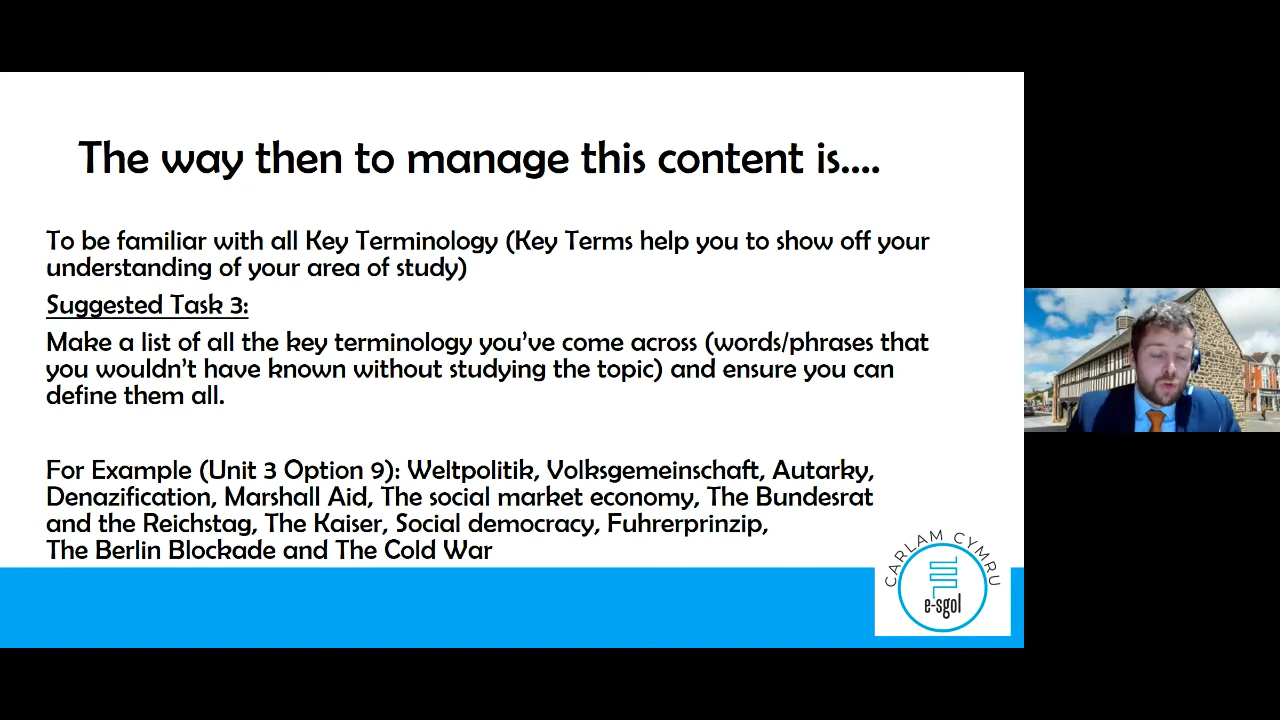 The way then to manage this content is....
To be familiar with all Key Terminology (Key Terms help you to show off your
understanding of your area of study)
Suggested Task 3:
Make a list of all the key terminology you've come across (words/phrases that
you wouldn't have known without studying the topic) and ensure you can
define them all.
For Example (Unit 3 Option 9): Weltpolitik, Volksgemeinschaft, Autarky,
Denazification, Marshall Aid, The social market economy, The Bundesrat
and the Reichstag, The Kaiser, Social democracy, Fuhrerprinzip,
The Berlin Blockade and The Cold War
CARLAM CYMRU
e-sgol